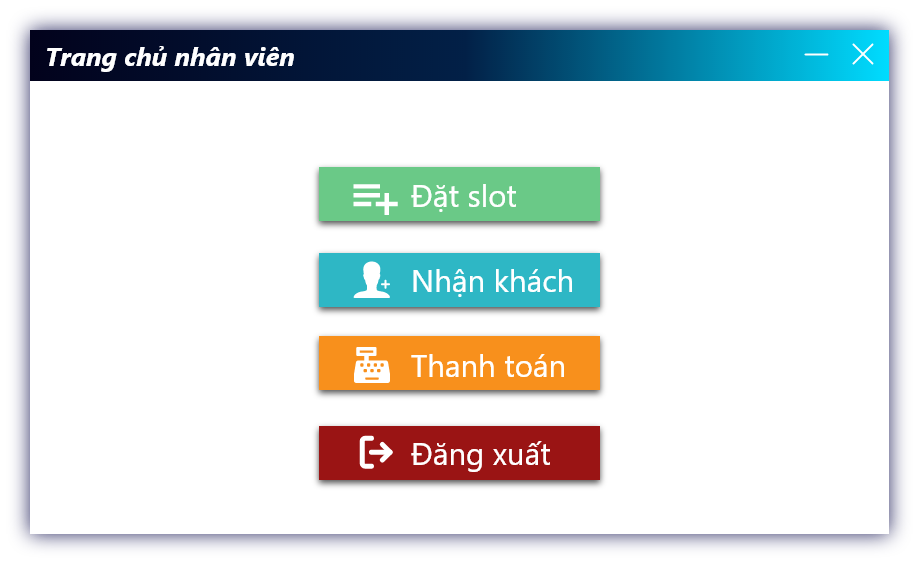 Trang chủ nhân viên
Đặt slot
Nhận khách
Thanh toán
Đăng xuất